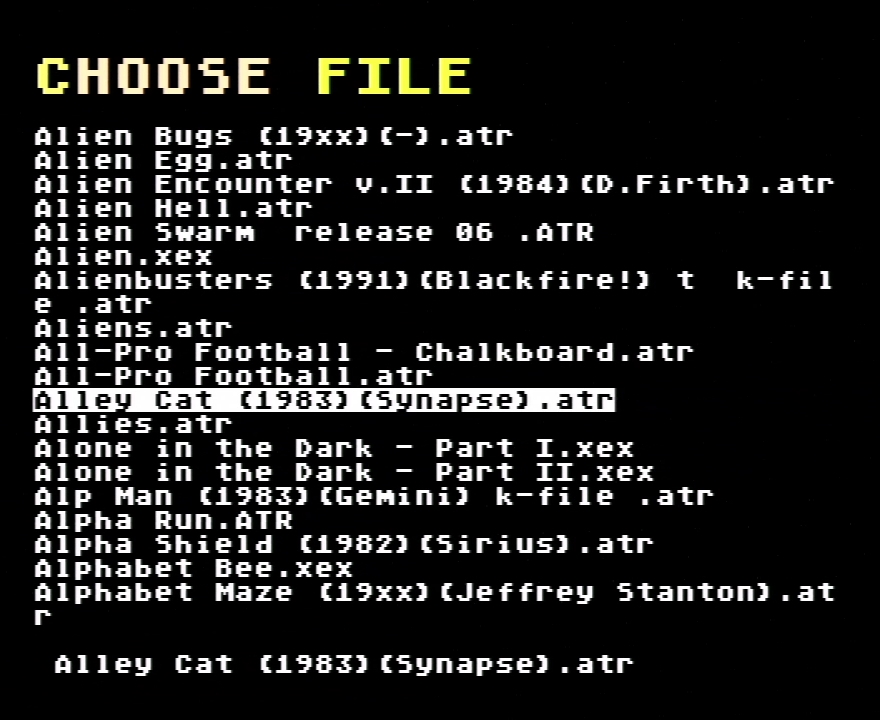 CHOOSE FILE
Alien Bugs (19xx)(-).atr
Alien Egg.atr
Alien Encounter v.II (1984)(D.Firth).atr
Alien Hell.atr
Alien Swarm  release 06 .ATR
Alien.xex
Alienbusters (1991)(Blackfire!) t  k-fil
e .atr
Aliens.atr
All-Pro Football - Chalkboard.atr
All-Pro Football.atr
Alley Cat (1983)(Synapse).atr
Allies.atr
Alone in the Dark - Part I.xex
Alone in the Dark - Part II.xex
Alp Man (1983)(Gemini) k-file .atr
Alpha Run.ATR
Alpha Shield (1982)(Sirius).atr
Alphabet Bee.xex
Alphabet Maze (19xx)(Jeffrey Stanton).at
r
Alley Cat (1983)(Synapse).atr